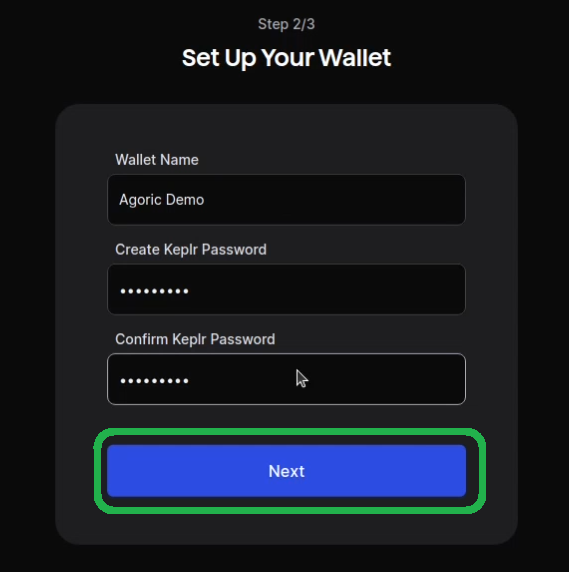 Step 2/3
Set Up Your Wallet
Wallet Name
Agoric Demo
Create Keplr Password
•••••••••
Confirm Keplr Password
•••••••••
Next